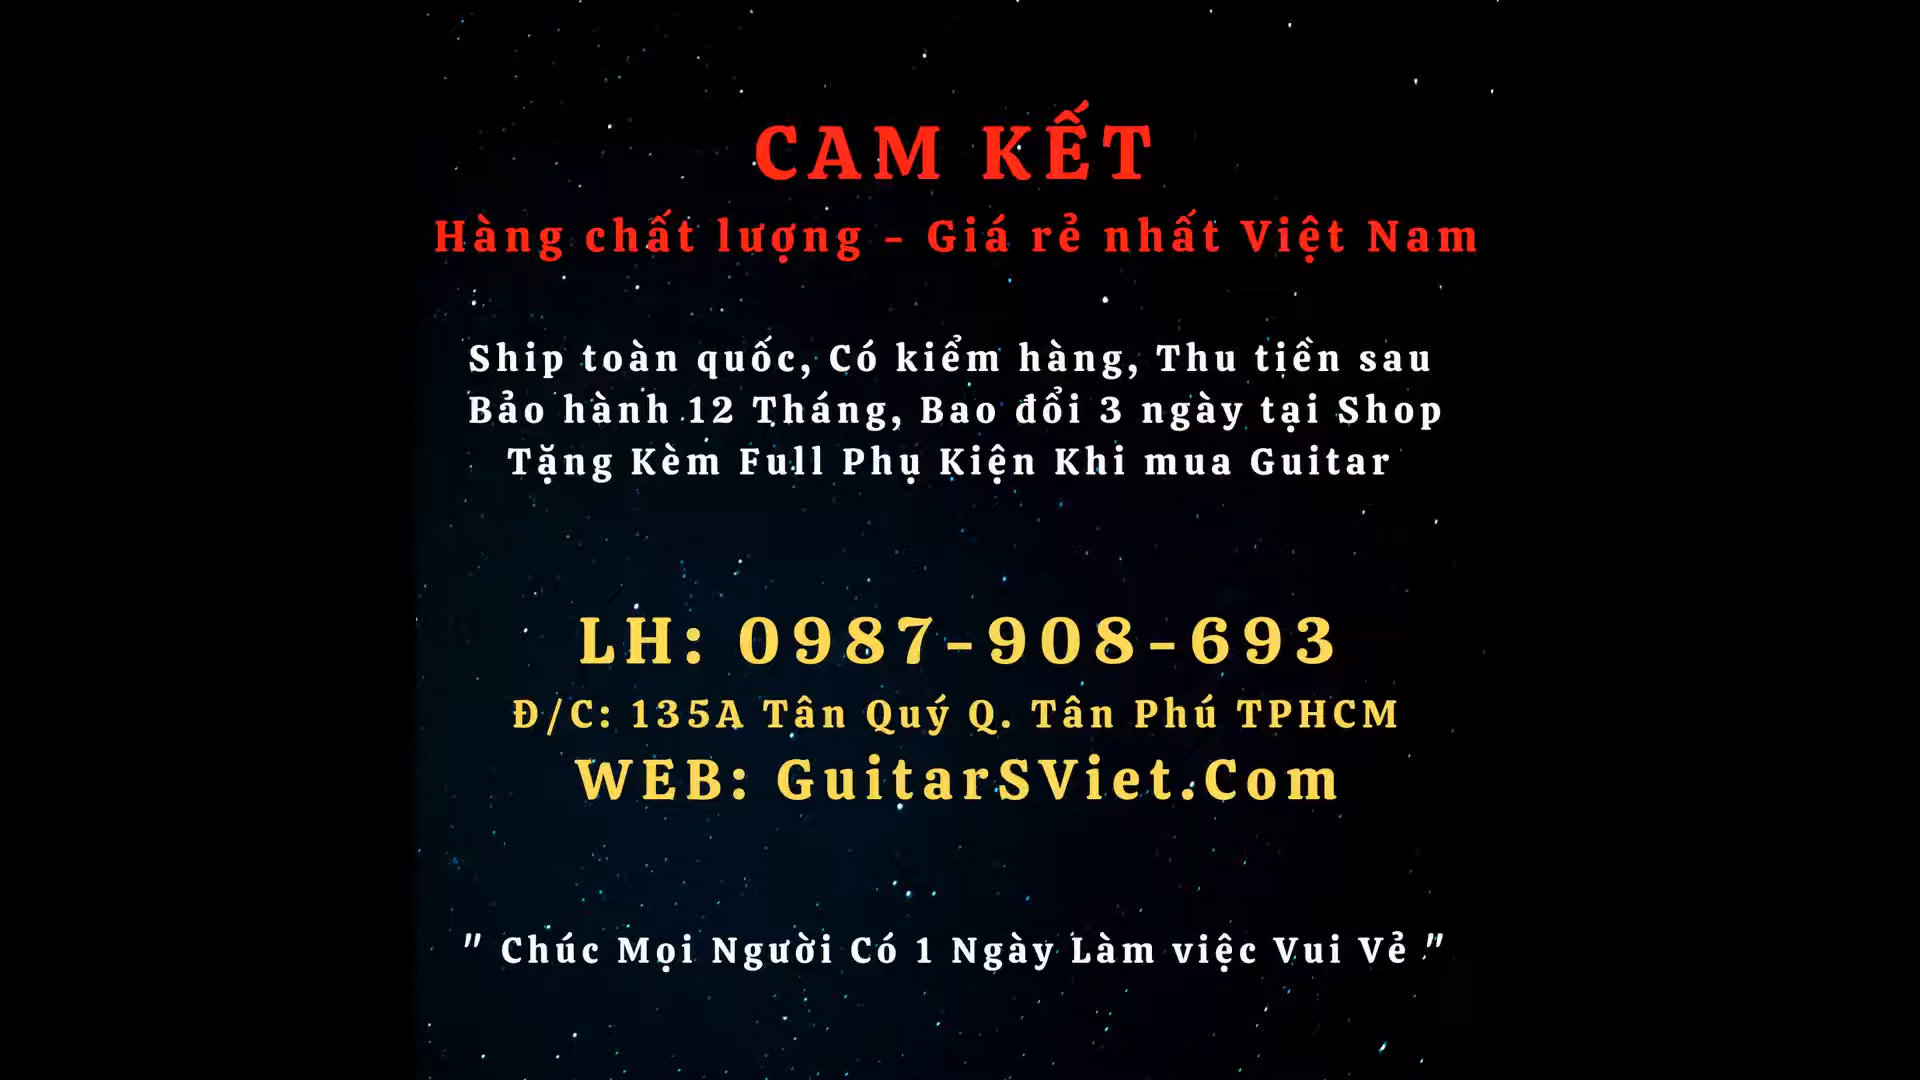 CAM KẾT
Hàng chất lượng - Giá rẻ nhất Việt Nam
Ship toàn quốc, Có kiểm hàng, Thu tiền sau
Bảo hành 12 Tháng, Bao đổi 3 ngày tại Shop
Tặng Kèm Full Phụ Kiện Khi mua Guitar
LH: 0987-908-693
Đ/C: 135A Tân Quý Q. Tân Phú TPHCM
WEB: GuitarSViet.Com
" Chúc Mọi Người Có 1 Ngày Làm việc Vui Vẻ "